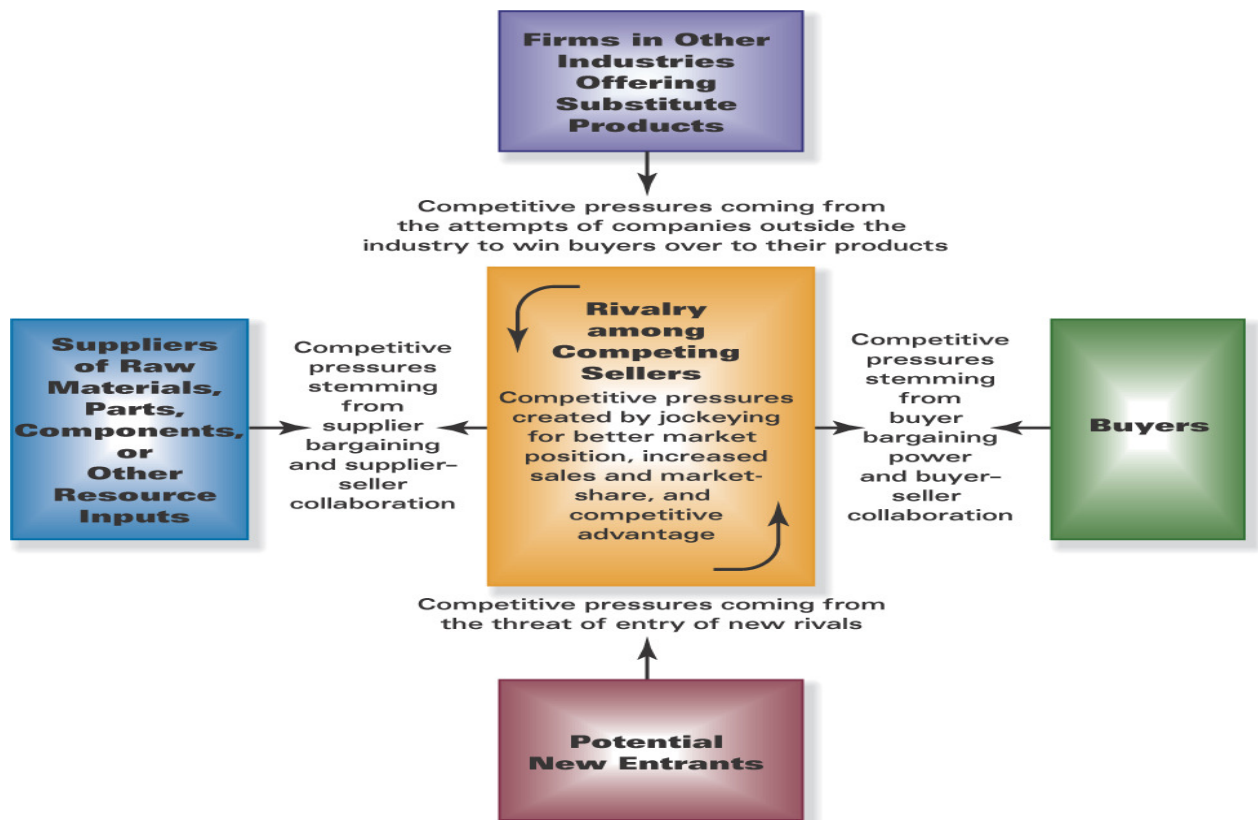 Firms in Other
Industries
Offering
Substitute
Products
Competitive pressures coming from
the attempts of companies outside the
industry to win buyers over to their products
Suppliers
of Raw
Materials,
Parts,
Components,
or
Other
Resource
Inputs
Competitive
pressures
stemming
from
supplier
bargaining
and supplier–
seller
collaboration
Rivalry
among
Competing
Sellers
Competitive pressures
created by jockeying
for better market
position, increased
sales and market-
share, and
competitive
advantage
Competitive
pressures
stemming
from
buyer
bargaining
power
and buyer–
seller
collaboration
Buyers
Competitive pressures coming from
the threat of entry of new rivals
Potential
New Entrants